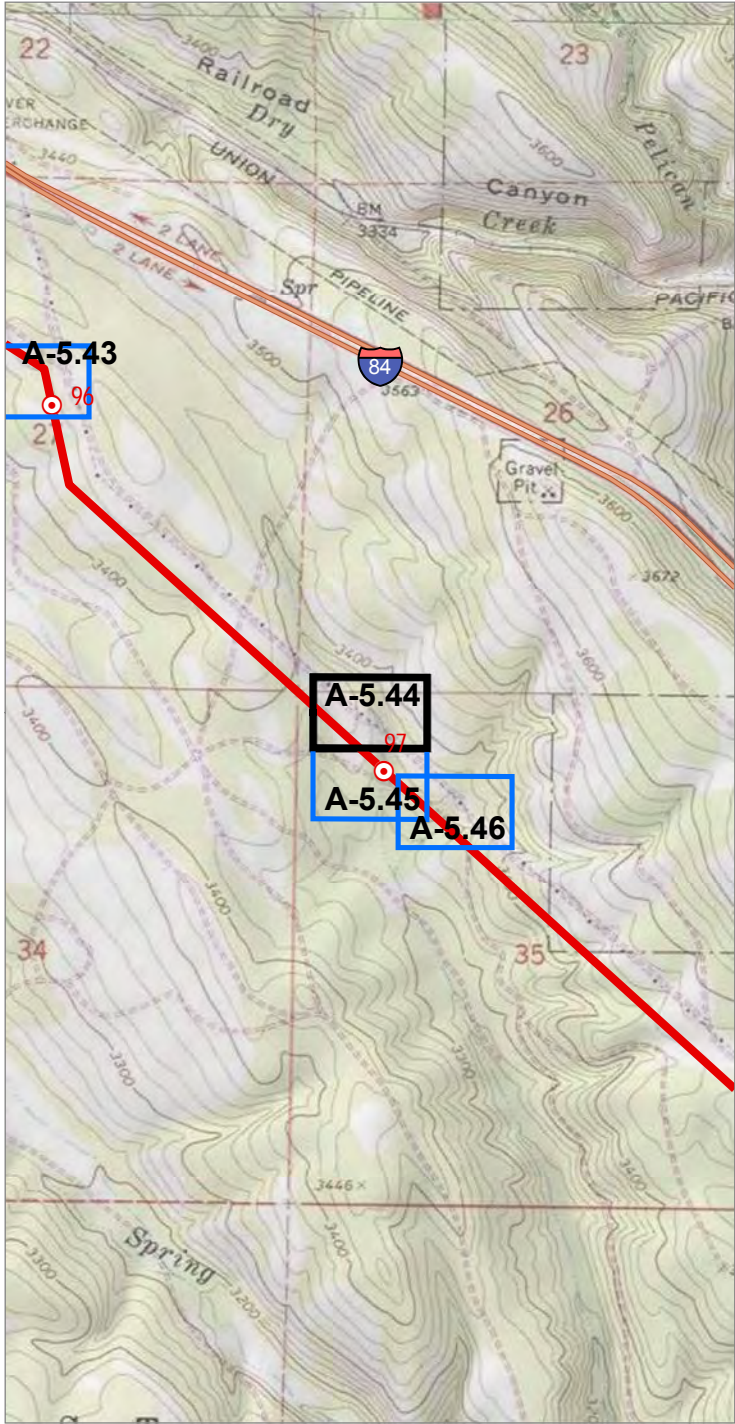 22
23
3400
Railroad
Dry
VER
ERCHANGE
3440
UNION
3600
Pelican
Canyon
Creek
BM
3334
2 LANE
2 LANE
Spr
PIPELINE
PACIFIC
3500
A-5.43
84
3563
96
27
26
Gravel
Pit
3600
3672
3400
3400
3600
A-5.44
3400
97
A-5.45
A-5.46
3400
34
35
3300
3300
3446
3400
3400
Spring
3300
3200